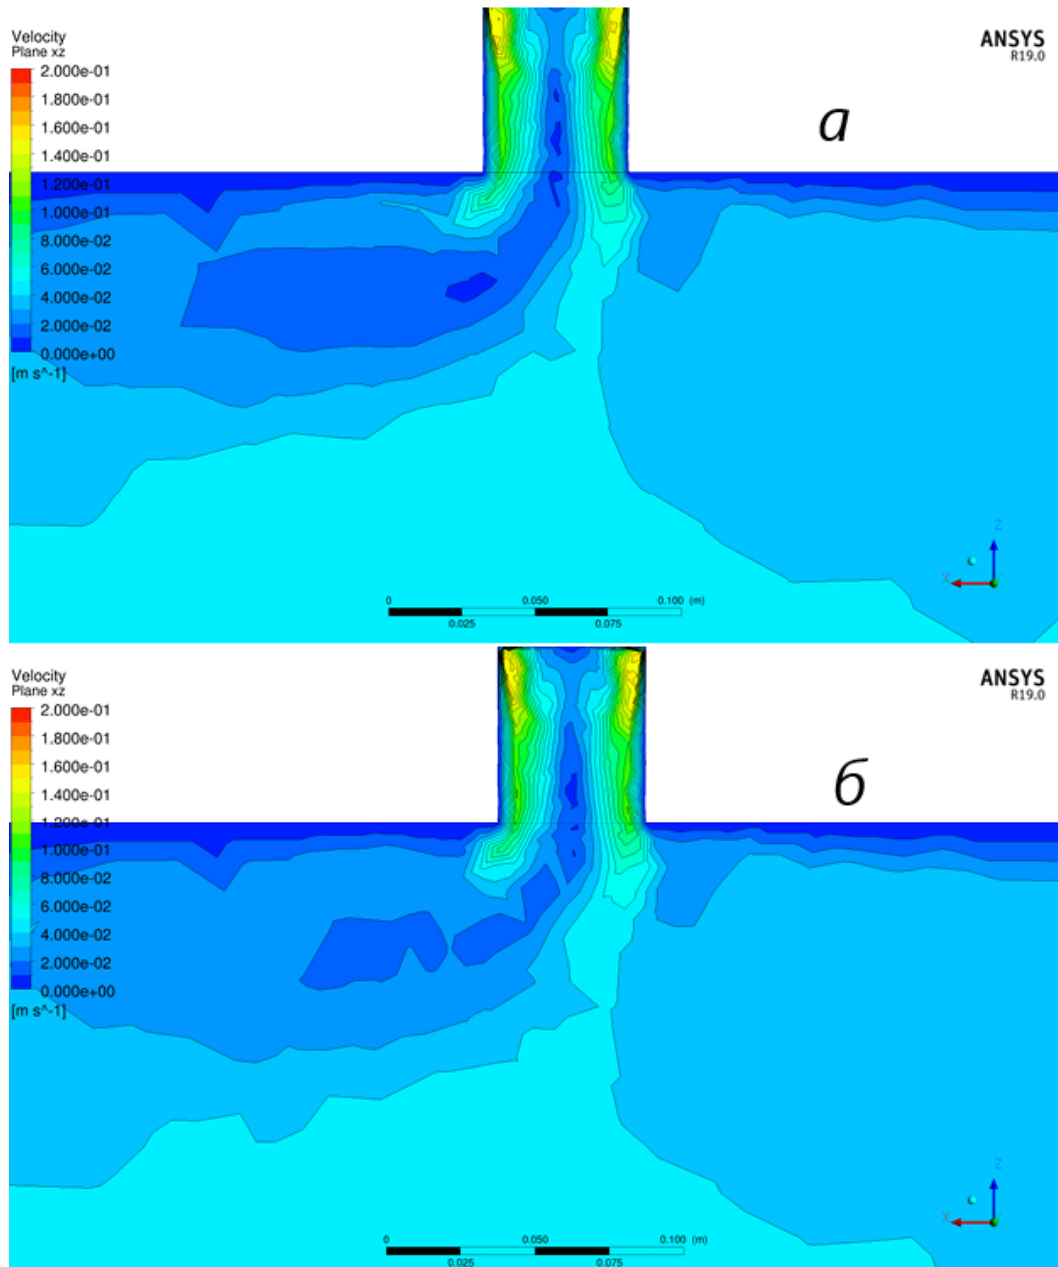 Velocity
Plane xz
2.000e-01
1.800e-01
1.600e-01
1.400e-01
1.200e-01
1.000e-01
8.000e-02
6.000e-02
4.000e-02
2.000e-02
0.000e+00
[m s^-1]
ANSYS
R19.0
а
Z
X
0 0.050 0.100 (m)
0.025 0.075
Velocity
Plane xz
2.000e-01
1.800e-01
1.600e-01
1.400e-01
1.200e-01
1.000e-01
8.000e-02
6.000e-02
4.000e-02
2.000e-02
0.000e+00
[m s^-1]
ANSYS
R19.0
б
Z
X
0 0.050 0.100 (m)
0.025 0.075